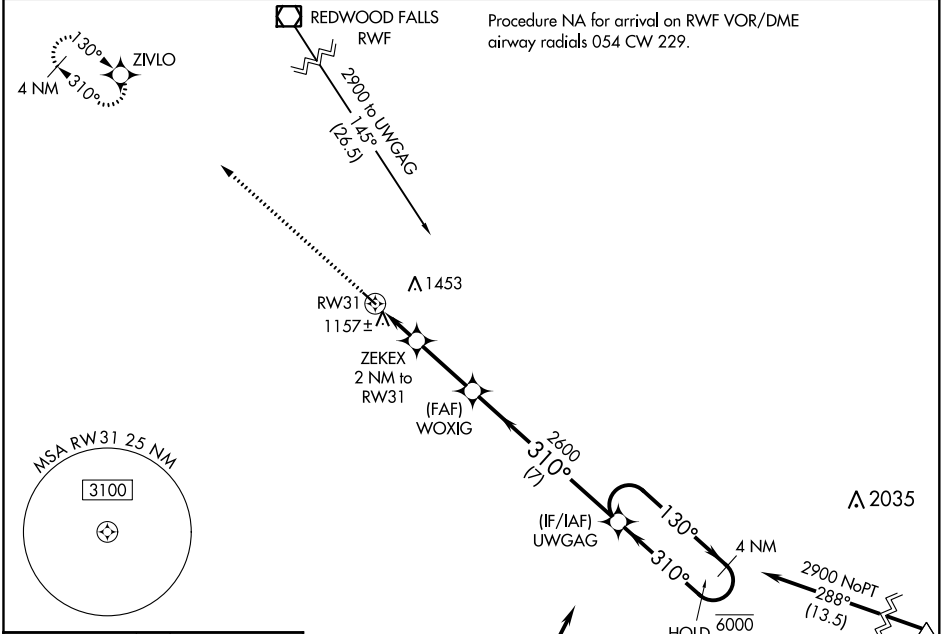 REDWOOD FALLS
RWF
Procedure NA for arrival on RWF VOR/DME
airway radials 054 CW 229.
130°
ZIVLO
4 NM
310°
2900 to UWGAG
145°
(26.5)
1453
RW31
1157±
ZEKEX
2 NM to
RW31
(FAF)
WOXIG
MSA RW31 25 NM
3100
2600
310°
(7)
(IF/IAF)
UWGAG
130°
310°
4 NM
2035
2900 NoPT
288°
(13.5)
HOLD 6000